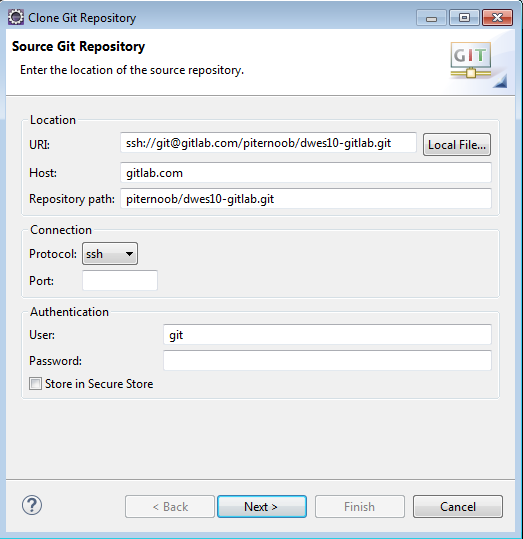 Clone Git Repository
Source Git Repository
Enter the location of the source repository.
GIT
Location
URI: ssh://git@gitlab.com/piternoob/dwes10-gitlab.git Local File...
Host: gitlab.com
Repository path: piternoob/dwes10-gitlab.git
Connection
Protocol: ssh
Port:
Authentication
User: git
Password:
Store in Secure Store
? < Back Next > Finish Cancel